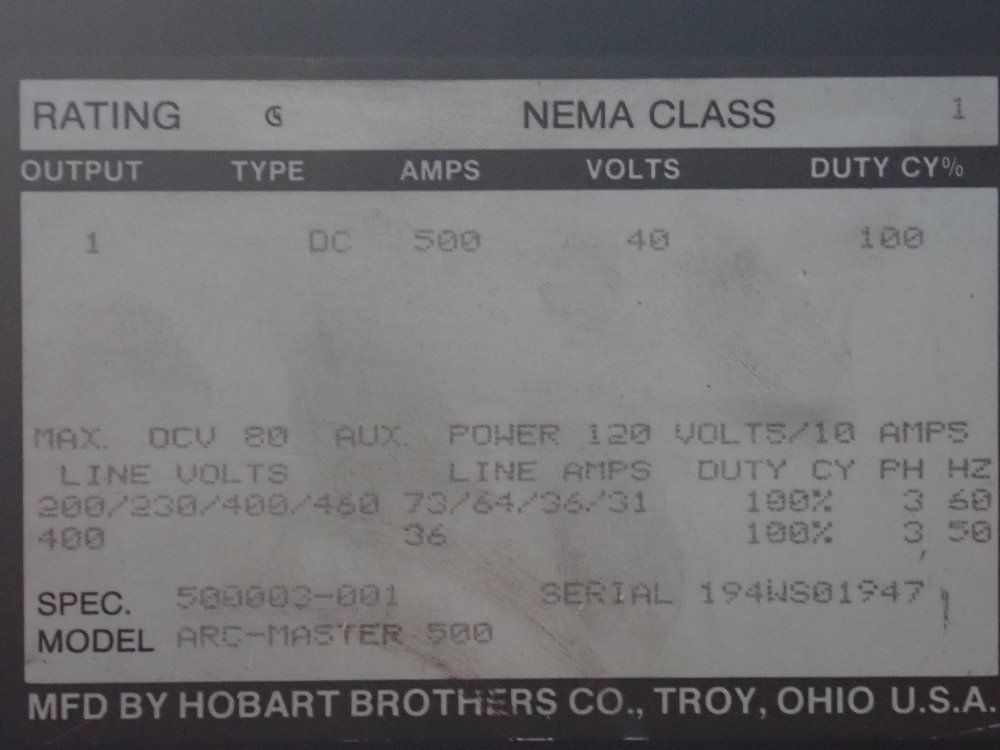 RATING G NEMA CLASS 1
OUTPUT TYPE AMPS VOLTS DUTY CY%
1 DC 500 40 100
MAX. OCV 80 AUX. POWER 120 VOLTS/10 AMPS
LINE VOLTS LINE AMPS DUTY CY PH HZ
200/230/400/460 73/64/36/31 100% 3 60
400 36 100% 3 50
SPEC. 500003-001 SERIAL 194WS01947
MODEL ARC-MASTER 500
MFD BY HOBART BROTHERS CO., TROY, OHIO U.S.A.